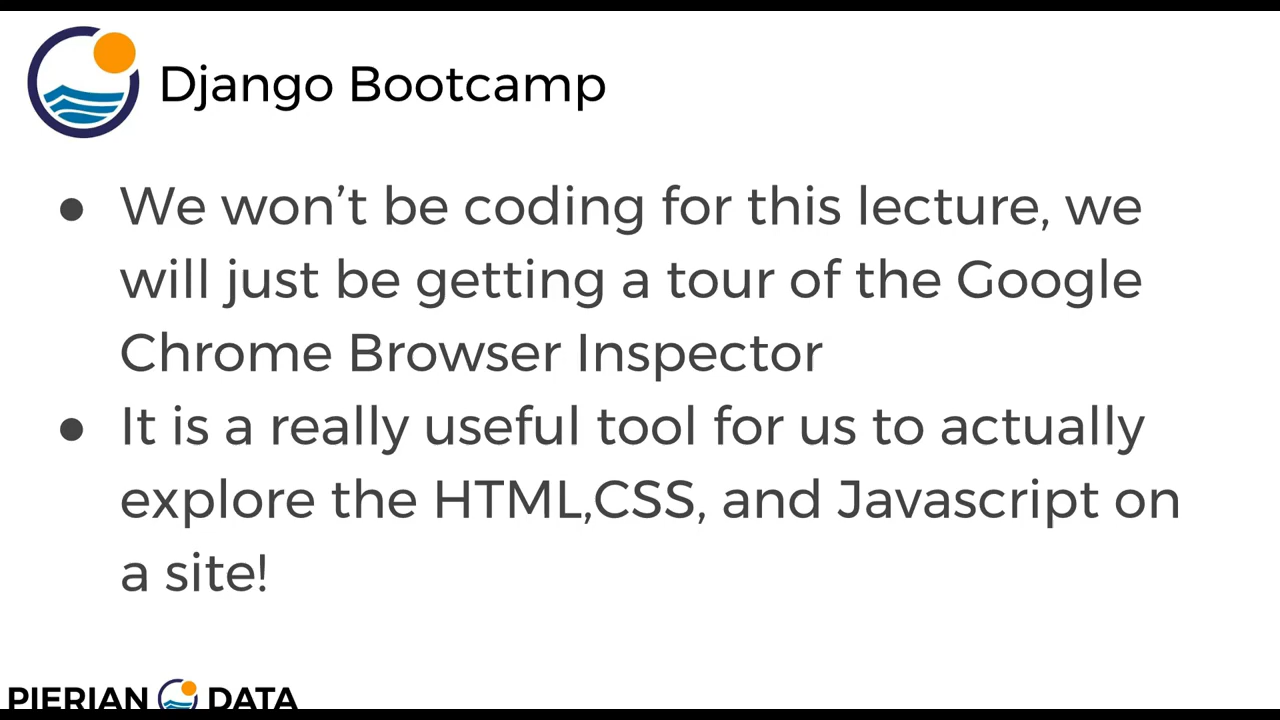 Django Bootcamp
● We won’t be coding for this lecture, we
will just be getting a tour of the Google
Chrome Browser Inspector
● It is a really useful tool for us to actually
explore the HTML,CSS, and Javascript on
a site!
PIERIAN DATA